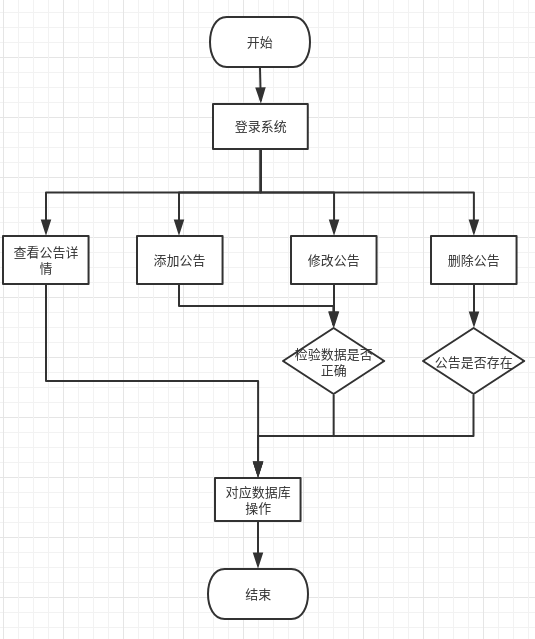 开始
登录系统
查看公告详
情
添加公告
修改公告
删除公告
检验数据是否
正确
公告是否存在
对应数据库
操作
结束